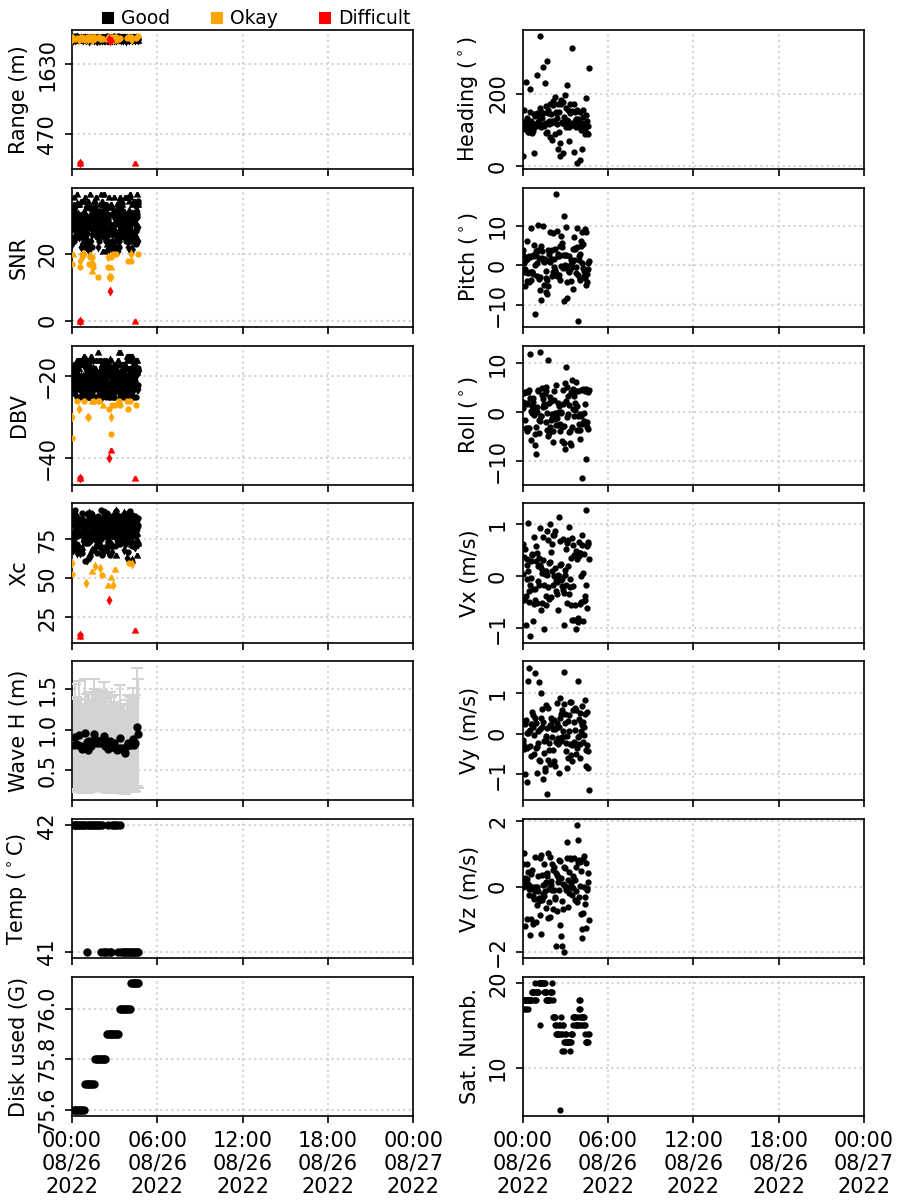 Good Okay Difficult
Range (m)
1630
470
Heading (°)
200
0
SNR
20
0
Pitch (°)
10
0
−10
DBV
−20
−40
Roll (°)
10
0
−10
Xc
75
50
25
Vx (m/s)
1
0
−1
Wave H (m)
1.5
1.0
0.5
Vy (m/s)
1
0
−1
Temp (°C)
42
41
Vz (m/s)
2
0
−2
Disk used (G)
76.0
75.8
75.6
Sat. Numb.
20
10
00:00 06:00 12:00 18:00 00:00
08/26 08/26 08/26 08/26 08/27
2022 2022 2022 2022 2022
00:00 06:00 12:00 18:00 00:00
08/26 08/26 08/26 08/26 08/27
2022 2022 2022 2022 2022